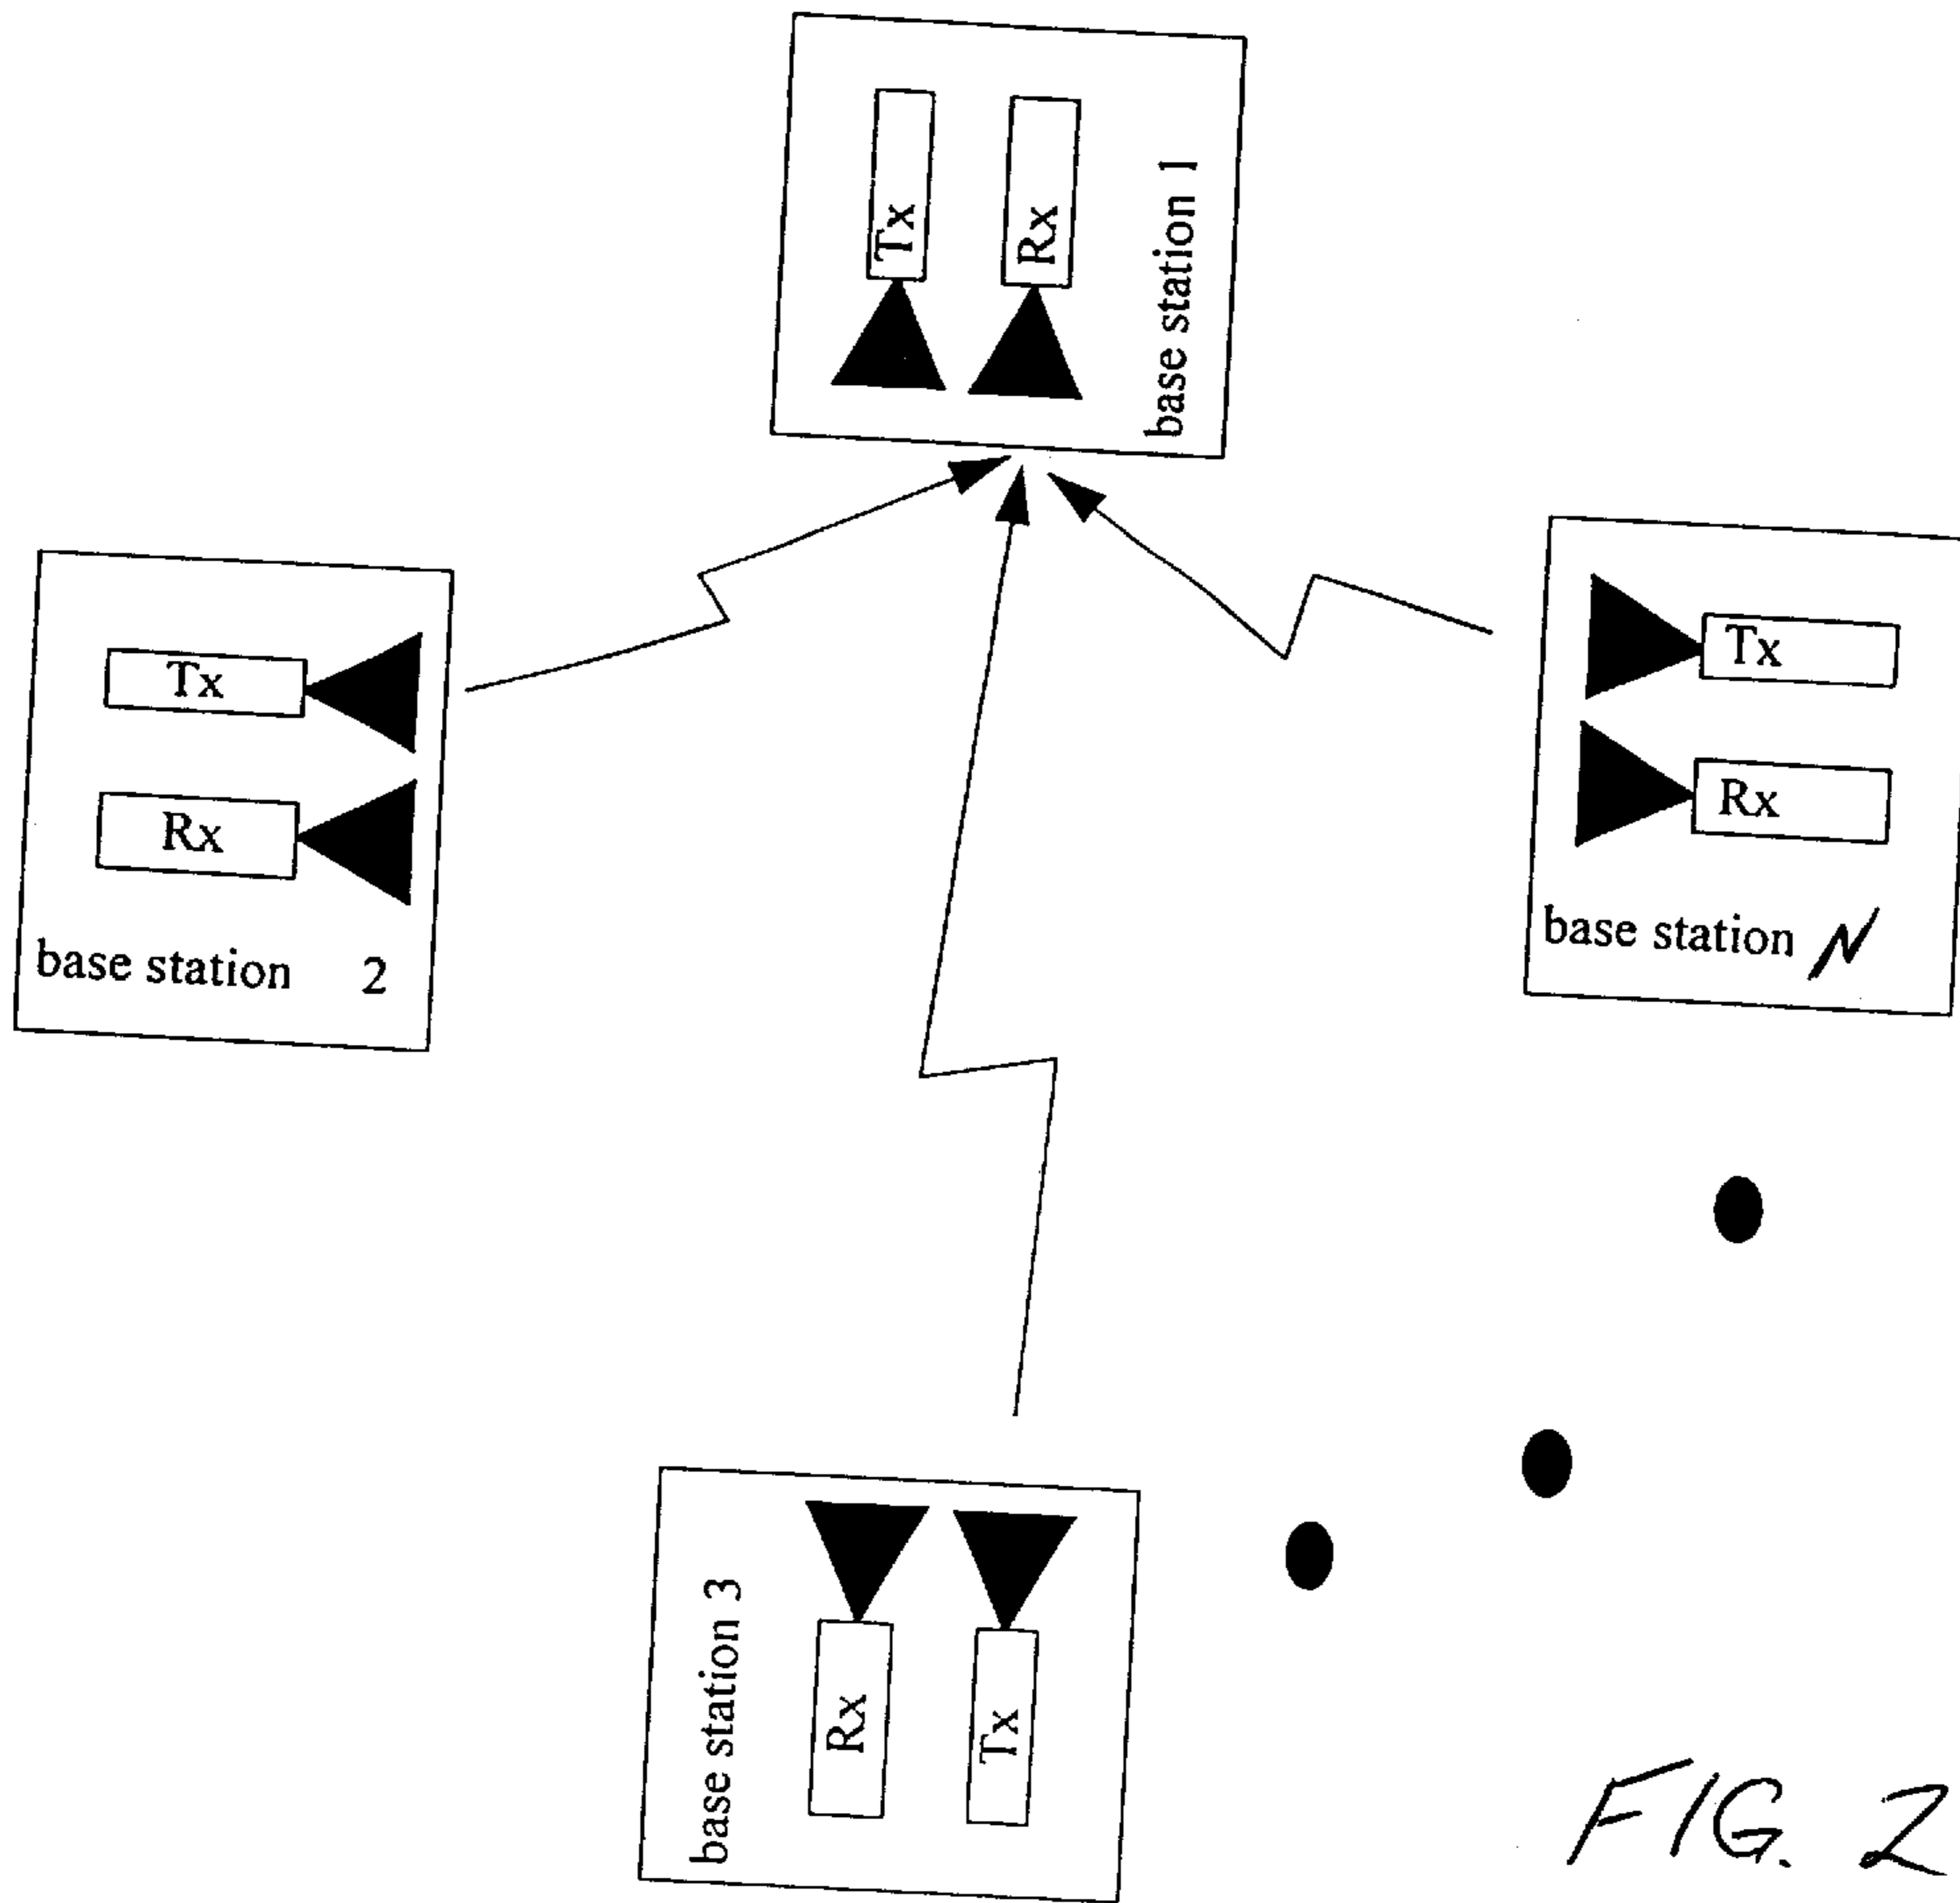 Tx
Rx
base station 1
Tx
Rx
base station 2
Tx
Rx
base station N
base station 3
Rx
Tx
FIG. 2